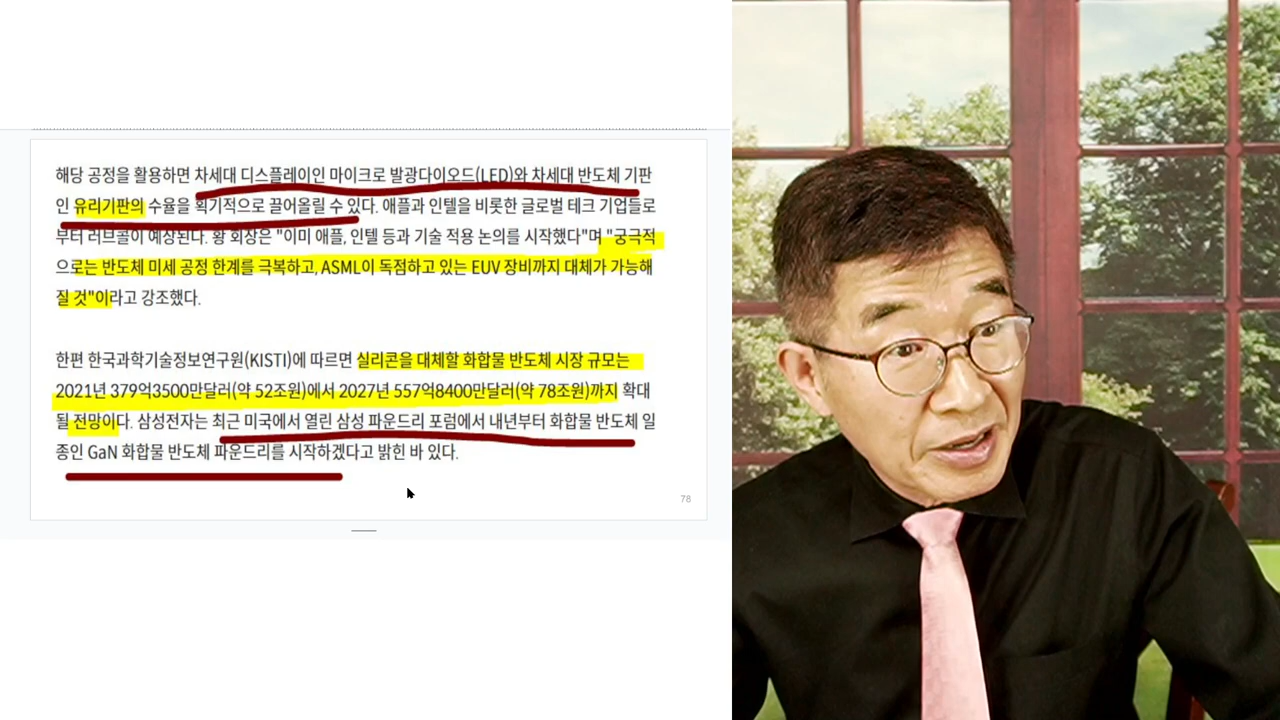 해당 공정을 활용하면 차세대 디스플레이인 마이크로 발광다이오드(LED)와 차세대 반도체 기판
인 유리기판의 수율을 획기적으로 끌어올릴 수 있다. 애플과 인텔을 비롯한 글로벌 테크 기업들로
부터 러브콜이 예상된다. 황 회장은 "이미 애플, 인텔 등과 기술 적용 논의를 시작했다"며 "궁극적
으로는 반도체 미세 공정 한계를 극복하고, ASML이 독점하고 있는 EUV 장비까지 대체가 가능해
질 것"이라고 강조했다.
한편 한국과학기술정보연구원(KISTI)에 따르면 실리콘을 대체할 화합물 반도체 시장 규모는
2021년 379억3500만달러(약 52조원)에서 2027년 557억8400만달러(약 78조원)까지 확대
될 전망이다. 삼성전자는 최근 미국에서 열린 삼성 파운드리 포럼에서 내년부터 화합물 반도체 일
종인 GaN 화합물 반도체 파운드리를 시작하겠다고 밝힌 바 있다.
78